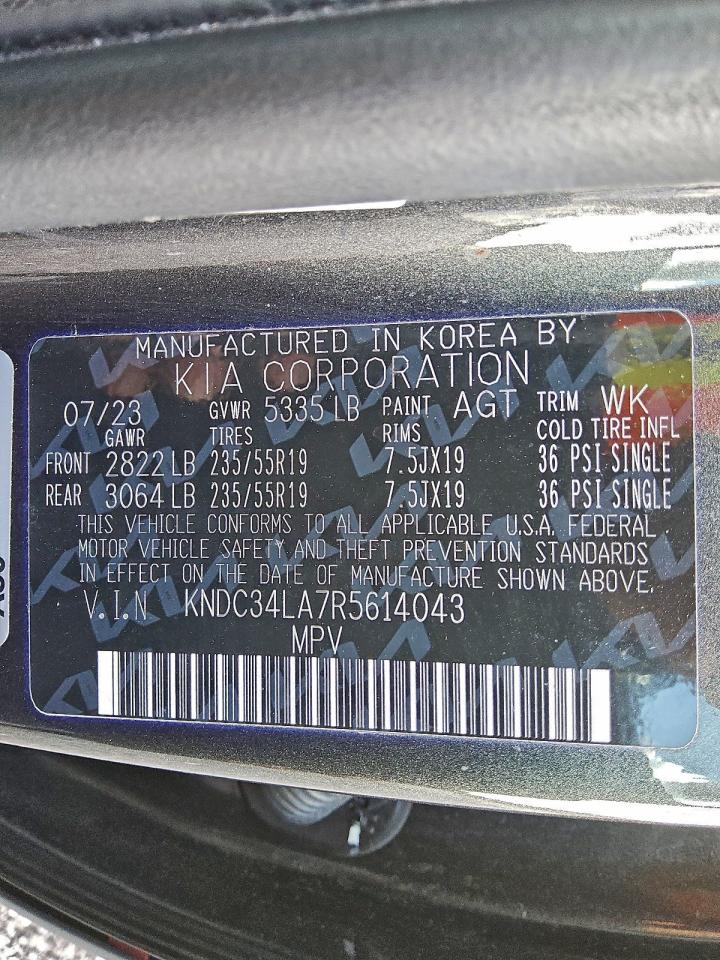 MANUFACTURED IN KOREA BY
KIA CORPORATION
07/23 GVWR 5335 LB PAINT AGT TRIM WK
GAWR TIRES RIMS COLD TIRE INFL
FRONT 2822 LB 235/55R19 7.5JX19 36 PSI SINGLE
REAR 3064 LB 235/55R19 7.5JX19 36 PSI SINGLE
THIS VEHICLE CONFORMS TO ALL APPLICABLE U.S.A. FEDERAL
MOTOR VEHICLE SAFETY AND THEFT PREVENTION STANDARDS
IN EFFECT ON THE DATE OF MANUFACTURE SHOWN ABOVE.
V.I.N KNDC34LA7R5614043
MPV